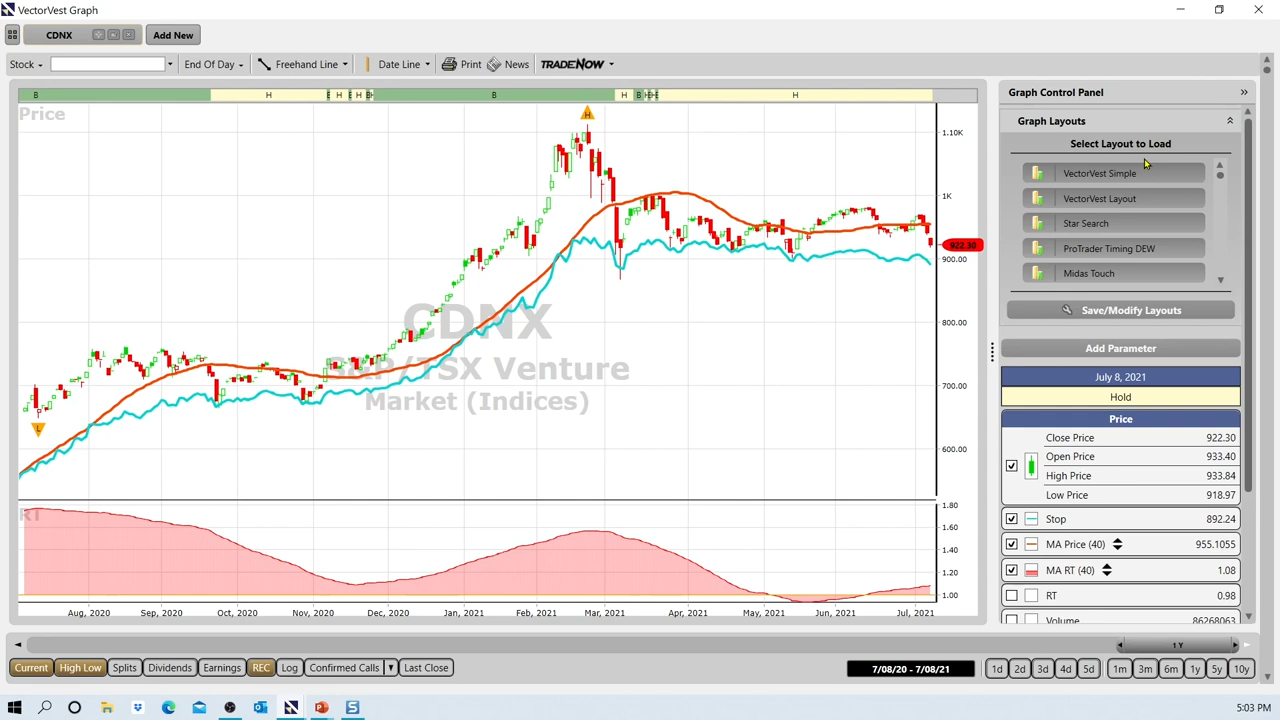 VectorVest Graph
CDNX
Add New
Stock
End Of Day
Freehand Line
Date Line
Print
News
TRADENOW
B H E H E H B B H B H H
Price
H
L
CDNX
S&P/TSX Venture
Market (Indices)
1.10K
1K
922.30
900.00
800.00
700.00
600.00
RT
1.80
1.60
1.40
1.20
1.00
Aug, 2020 Sep, 2020 Oct, 2020 Nov, 2020 Dec, 2020 Jan, 2021 Feb, 2021 Mar, 2021 Apr, 2021 May, 2021 Jun, 2021 Jul, 2021
Graph Control Panel
Graph Layouts
Select Layout to Load
VectorVest Simple
VectorVest Layout
Star Search
ProTrader Timing DEW
Midas Touch
Save/Modify Layouts
Add Parameter
July 8, 2021
Hold
Price
Close Price 922.30
Open Price 933.40
High Price 933.84
Low Price 918.97
Stop 892.24
MA Price (40) 955.1055
MA RT (40) 1.08
RT 0.98
Volume 86268063
1 Y
Current High Low Splits Dividends Earnings REC Log Confirmed Calls Last Close
7/08/20 - 7/08/21
1d 2d 3d 4d 5d 1m 3m 6m 1y 5y 10y
5:03 PM